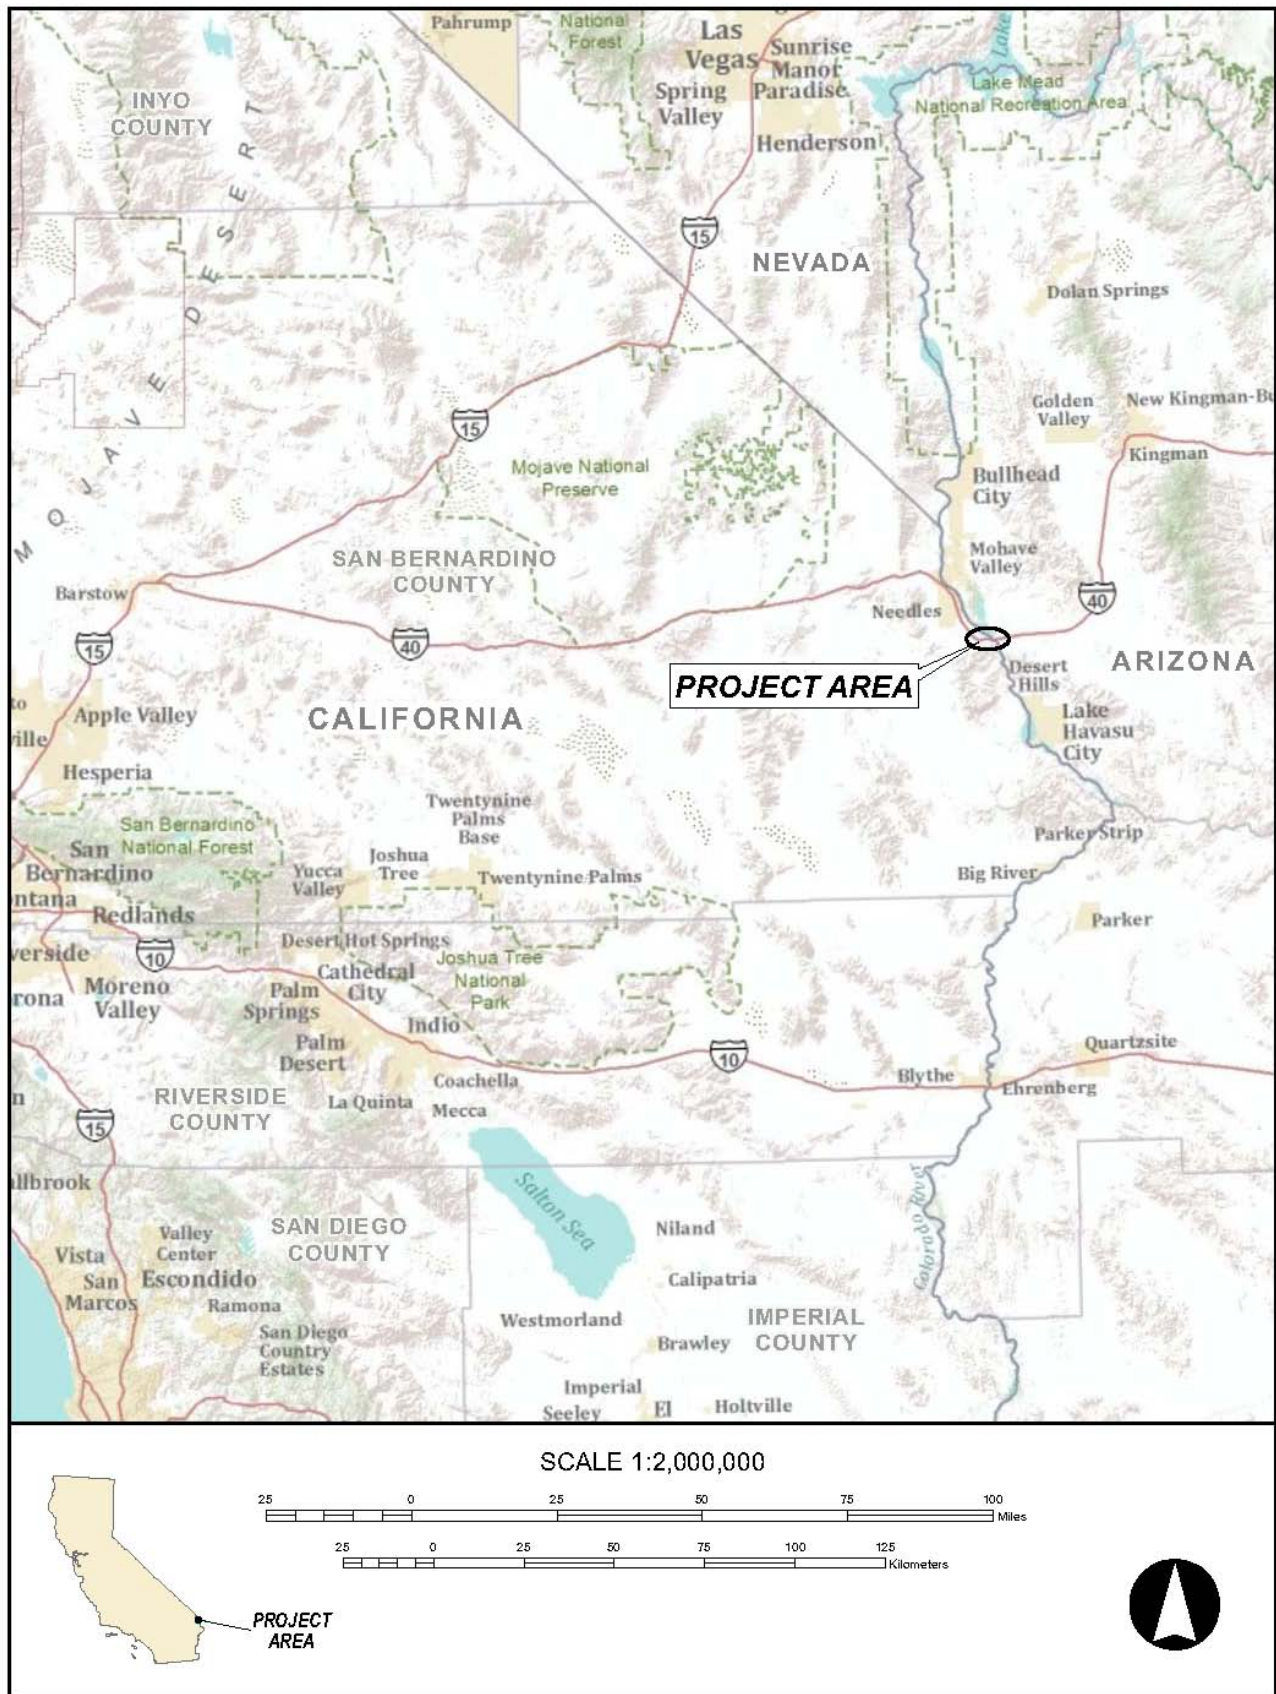 Pahrump
National
Forest
Las
Vegas
Sunrise
Manor
Paradise
Spring
Valley
Henderson
Lake
Lake Mead
National Recreation Area
INYO
COUNTY
MOJAVE DESERT
15
NEVADA
Dolan Springs
Golden
Valley
New Kingman-Bu
Kingman
15
Mojave National
Preserve
Bullhead
City
SAN BERNARDINO
COUNTY
Mohave
Valley
Barstow
Needles
40
15
40
PROJECT AREA
Desert
Hills
ARIZONA
to
ville
Apple Valley
CALIFORNIA
Lake
Havasu
City
Hesperia
Twentynine
Palms
Base
San Bernardino
National Forest
Parker Strip
San
Bernardino
Joshua
Tree
Yucca
Valley
Twentynine Palms
Big River
ntana
Redlands
Parker
verside
10
Desert Hot Springs
Cathedral
City
Joshua Tree
National
Park
rona
Moreno
Valley
Palm
Springs
Indio
Palm
Desert
10
Quartzsite
Coachella
Blythe
Ehrenberg
n
RIVERSIDE
COUNTY
La Quinta
Mecca
15
allbrook
Salton Sea
Colorado River
SAN DIEGO
COUNTY
Niland
Valley
Center
Vista
San
Marcos
Escondido
Calipatria
Ramona
Westmorland
IMPERIAL
COUNTY
San Diego
Country
Estates
Brawley
Imperial
Seeley
El
Holtville
SCALE 1:2,000,000
25 0 25 50 75 100
Miles
25 0 25 50 75 100 125
Kilometers
PROJECT
AREA